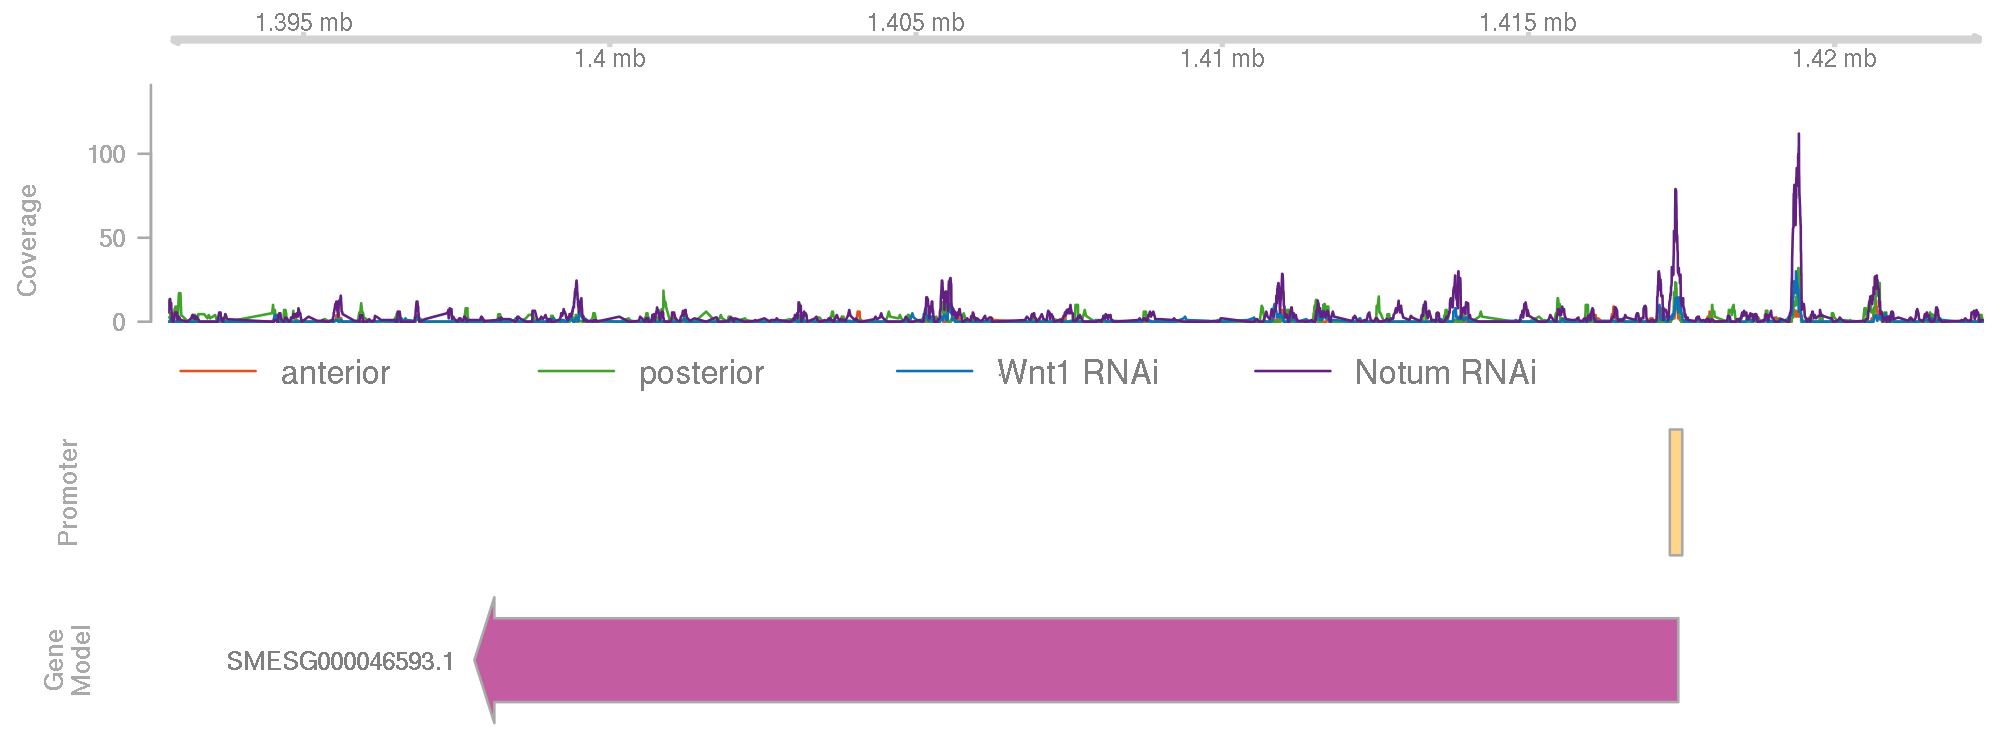 1.395 mb 1.405 mb 1.415 mb
1.4 mb 1.41 mb 1.42 mb
Coverage
100
50
0
anterior posterior Wnt1 RNAi Notum RNAi
Promoter
Gene
Model
SMESG000046593.1